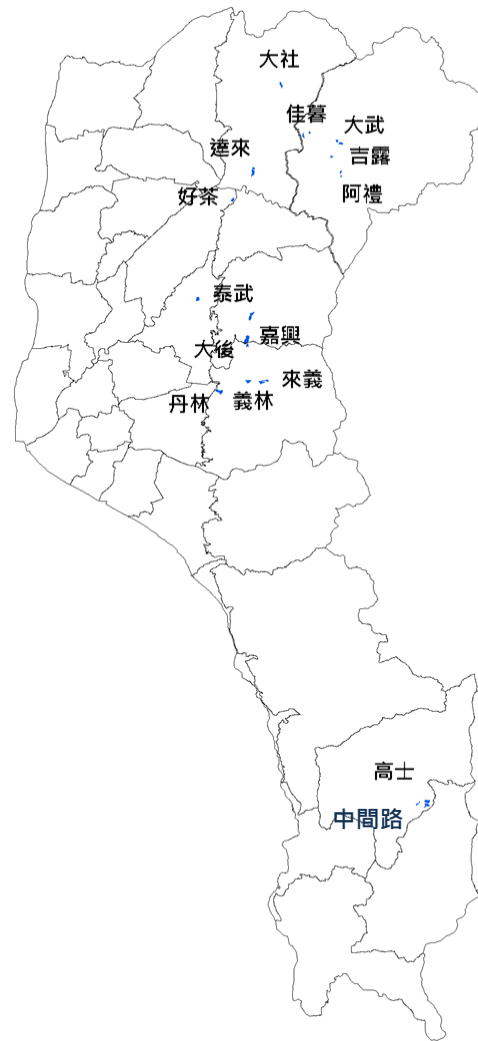 大社
佳暮
大武
達來
吉露
好茶
阿禮
泰武
嘉興
大後
來義
丹林
義林
高士
中間路